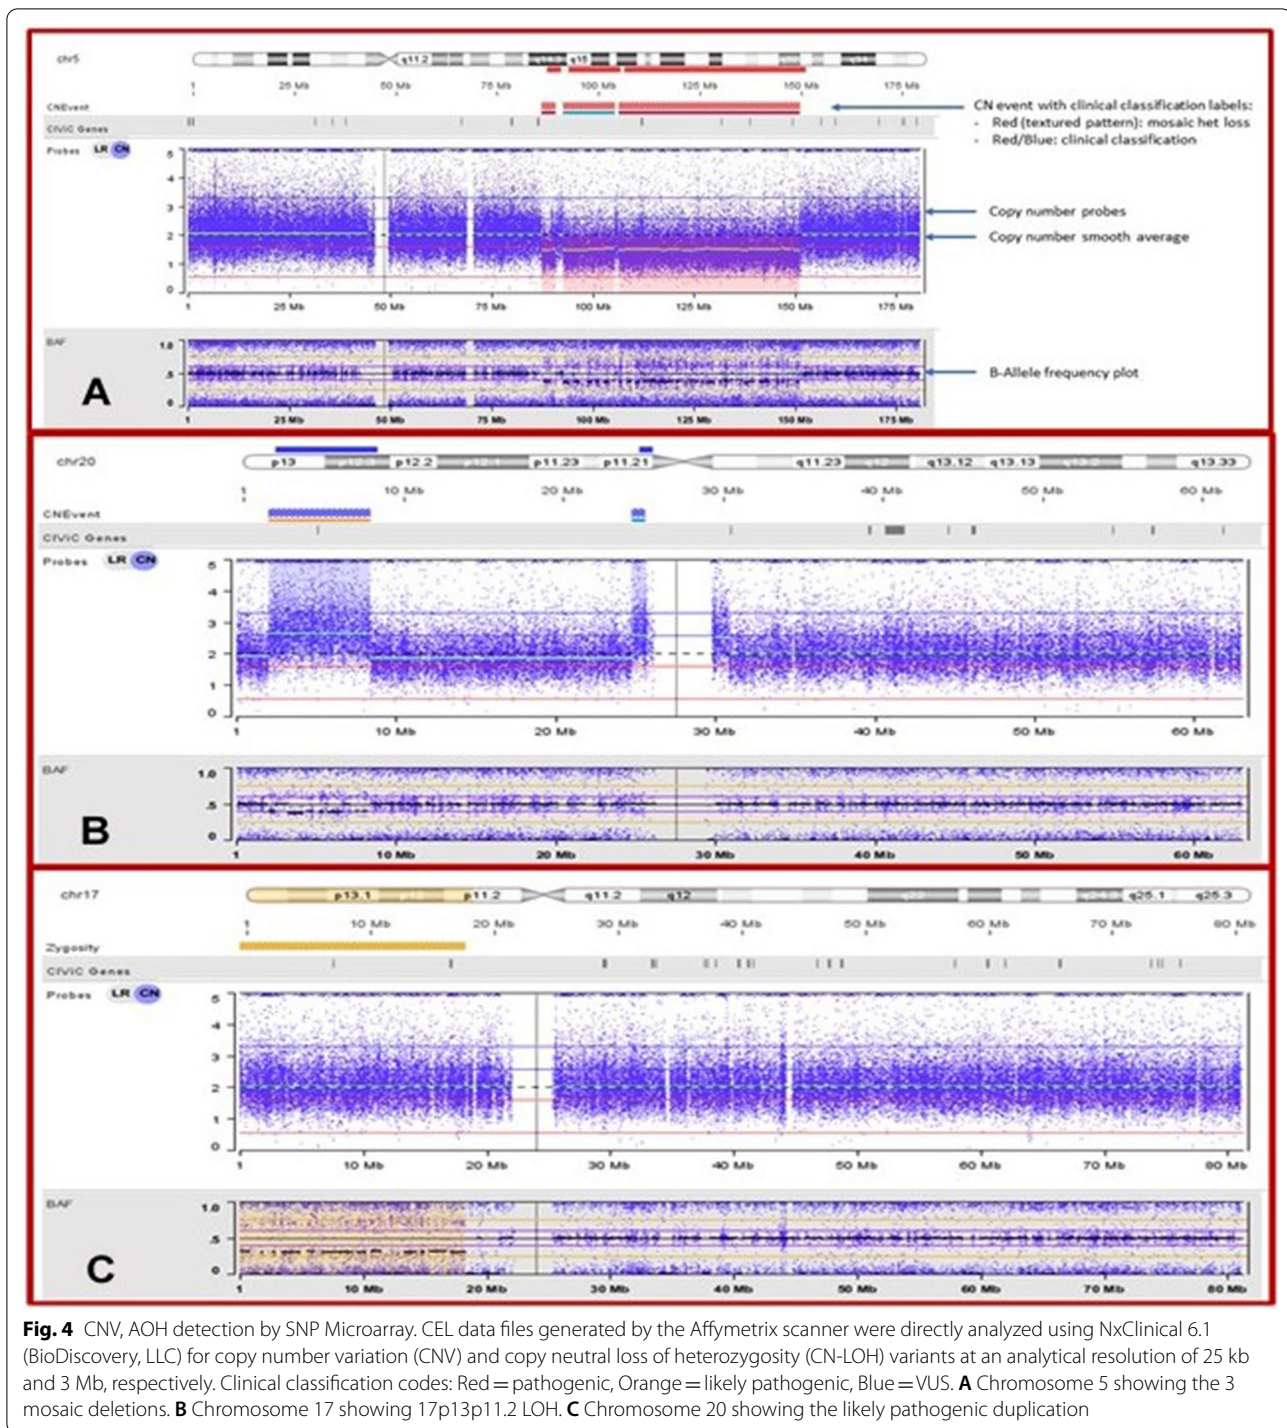 chr5
q11.2 q15
1 25 Mb 50 Mb 75 Mb 100 Mb 125 Mb 150 Mb 175 Mb
CNEvent
CIViC Genes
CN event with clinical classification labels:
- Red (textured pattern): mosaic het loss
- Red/Blue: clinical classification
Probes LR CN
5
4
3
2
1
0
Copy number probes
Copy number smooth average
1 25 Mb 50 Mb 75 Mb 100 Mb 125 Mb 150 Mb 175 Mb
BAF
1.0
.5
0
B-Allele frequency plot
A
1 25 Mb 50 Mb 75 Mb 100 Mb 125 Mb 150 Mb 175 Mb
chr20
p13 p12.2 p11.23 p11.21 q11.23 q13.12 q13.13 q13.33
1 10 Mb 20 Mb 30 Mb 40 Mb 50 Mb 60 Mb
CNEvent
CIViC Genes
Probes LR CN
5
4
3
2
1
0
1 10 Mb 20 Mb 30 Mb 40 Mb 50 Mb 60 Mb
BAF
1.0
.5
0
B
1 10 Mb 20 Mb 30 Mb 40 Mb 50 Mb 60 Mb
chr17
p13.1 p11.2 q11.2 q12 q25.1 q25.3
1 10 Mb 20 Mb 30 Mb 40 Mb 50 Mb 60 Mb 70 Mb 80 Mb
Zygosity
CIViC Genes
Probes LR CN
5
4
3
2
1
0
1 10 Mb 20 Mb 30 Mb 40 Mb 50 Mb 60 Mb 70 Mb 80 Mb
BAF
1.0
.5
0
C
1 10 Mb 20 Mb 30 Mb 40 Mb 50 Mb 60 Mb 70 Mb 80 Mb
Fig. 4 CNV, AOH detection by SNP Microarray. CEL data files generated by the Affymetrix scanner were directly analyzed using NxClinical 6.1
(BioDiscovery, LLC) for copy number variation (CNV) and copy neutral loss of heterozygosity (CN-LOH) variants at an analytical resolution of 25 kb
and 3 Mb, respectively. Clinical classification codes: Red = pathogenic, Orange = likely pathogenic, Blue = VUS. A Chromosome 5 showing the 3
mosaic deletions. B Chromosome 17 showing 17p13p11.2 LOH. C Chromosome 20 showing the likely pathogenic duplication